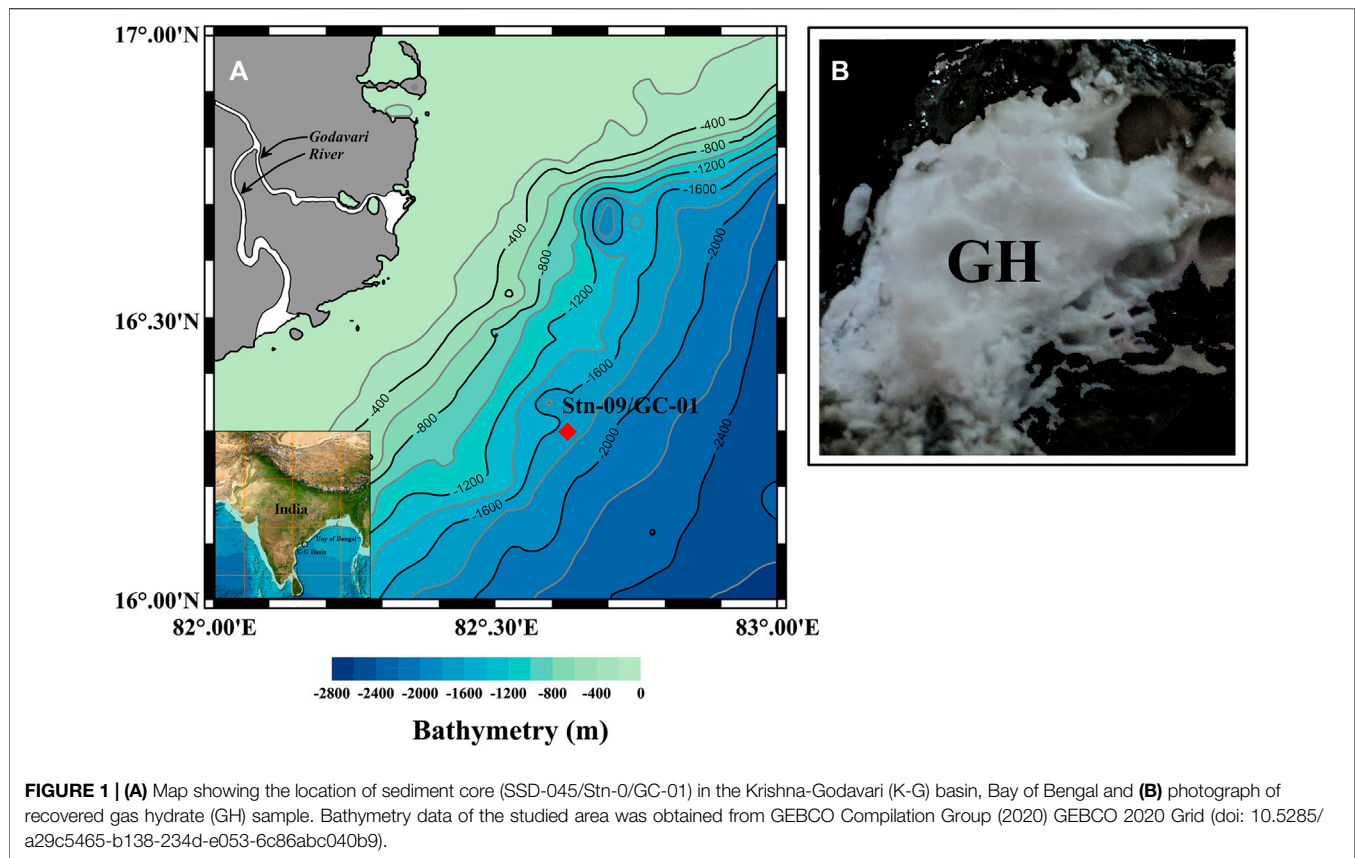 17°.00'N
A
Godavari
River
-400
-800
-1200
-1600
-2000
-400
-800
-1200
16°.30'N
-1600
Stn-09/GC-01
-400
-800
-2000
-2400
-1200
-1600
India
Bay of Bengal
K-G Basin
16°.00'N
82°.00'E
82°.30'E
83°.00'E
-2800 -2400 -2000 -1600 -1200 -800 -400 0
Bathymetry (m)
B
GH
FIGURE 1 | (A) Map showing the location of sediment core (SSD-045/Stn-0/GC-01) in the Krishna-Godavari (K-G) basin, Bay of Bengal and (B) photograph of
recovered gas hydrate (GH) sample. Bathymetry data of the studied area was obtained from GEBCO Compilation Group (2020) GEBCO 2020 Grid (doi: 10.5285/
a29c5465-b138-234d-e053-6c86abc040b9).